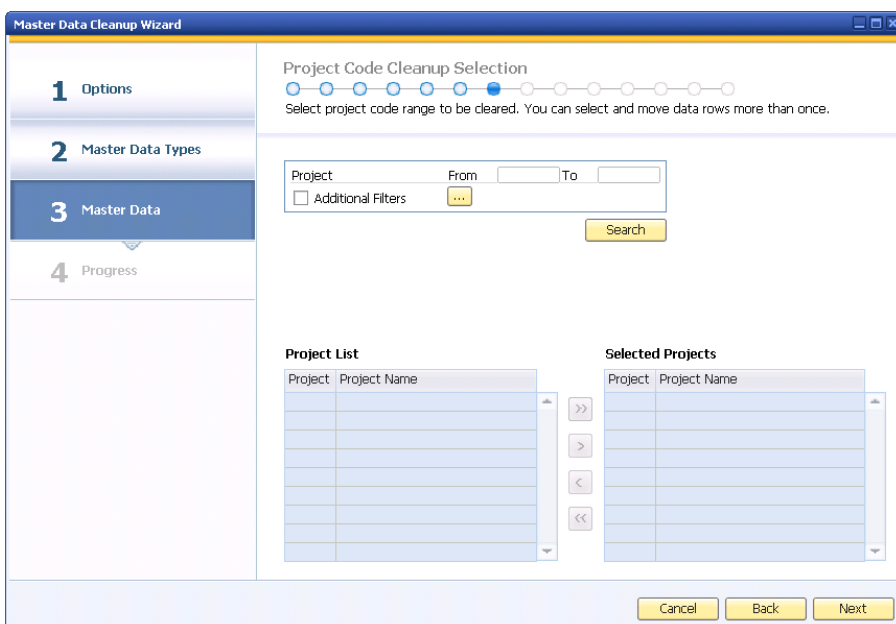 Master Data Cleanup Wizard
1 Options
2 Master Data Types
3 Master Data
4 Progress
Project Code Cleanup Selection
Select project code range to be cleared. You can select and move data rows more than once.
Project From To
Additional Filters ...
Search
Project List
Project Project Name
>>
>
<
<<
Selected Projects
Project Project Name
Cancel Back Next